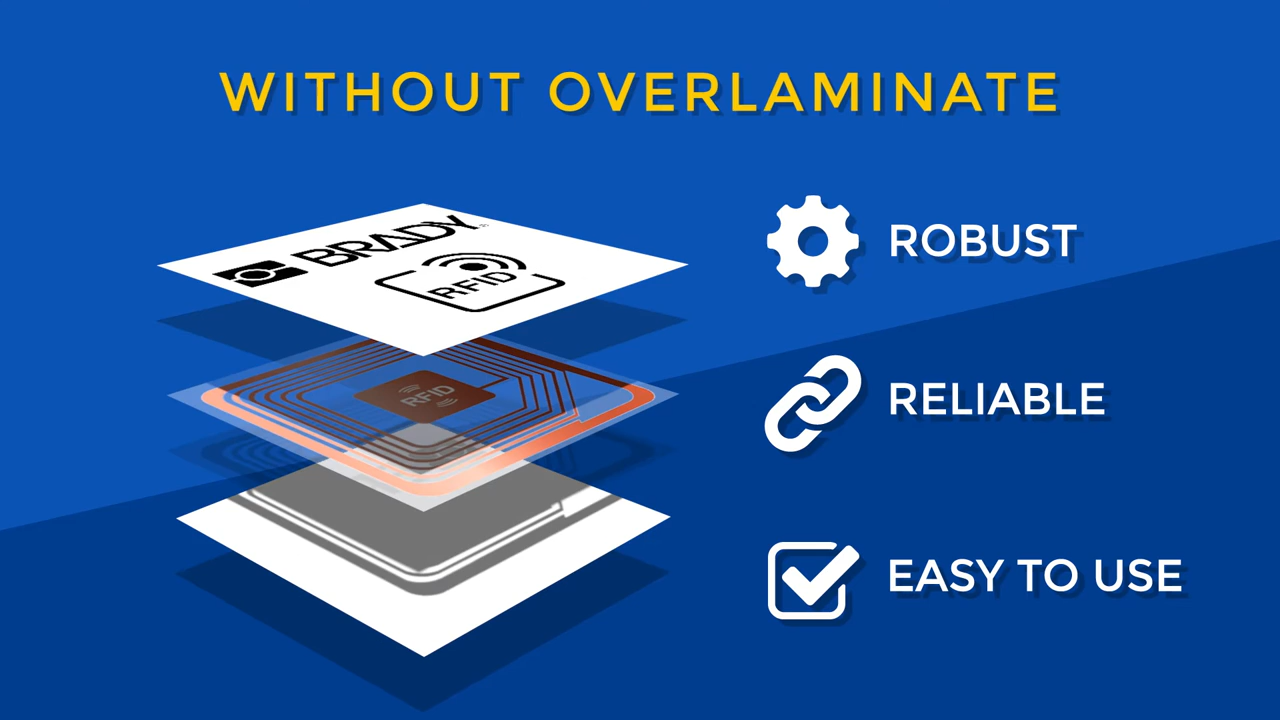 WITHOUT OVERLAMINATE
BRADY
RFID
RFID
ROBUST
RELIABLE
EASY TO USE